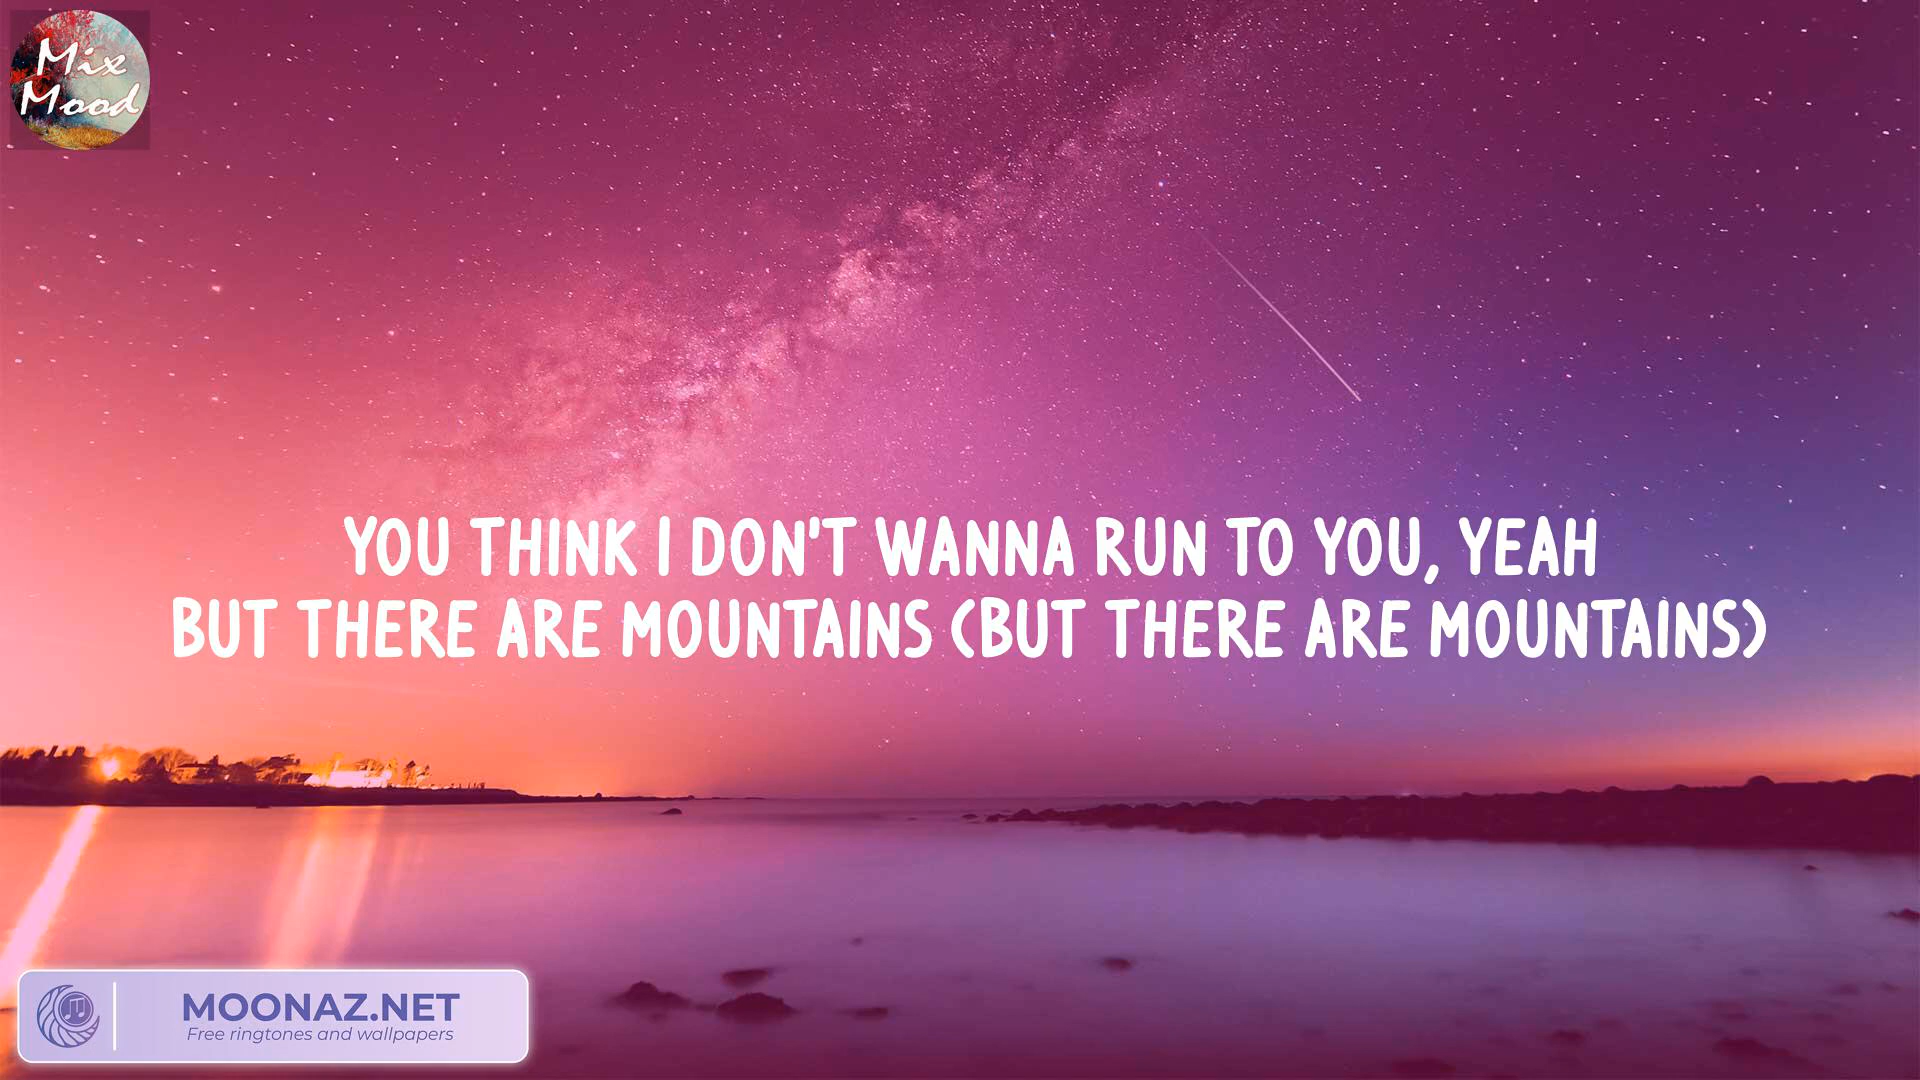 Mix
Mood
YOU THINK I DON'T WANNA RUN TO YOU, YEAH
BUT THERE ARE MOUNTAINS (BUT THERE ARE MOUNTAINS)
MOONAZ.NET
Free ringtones and wallpapers